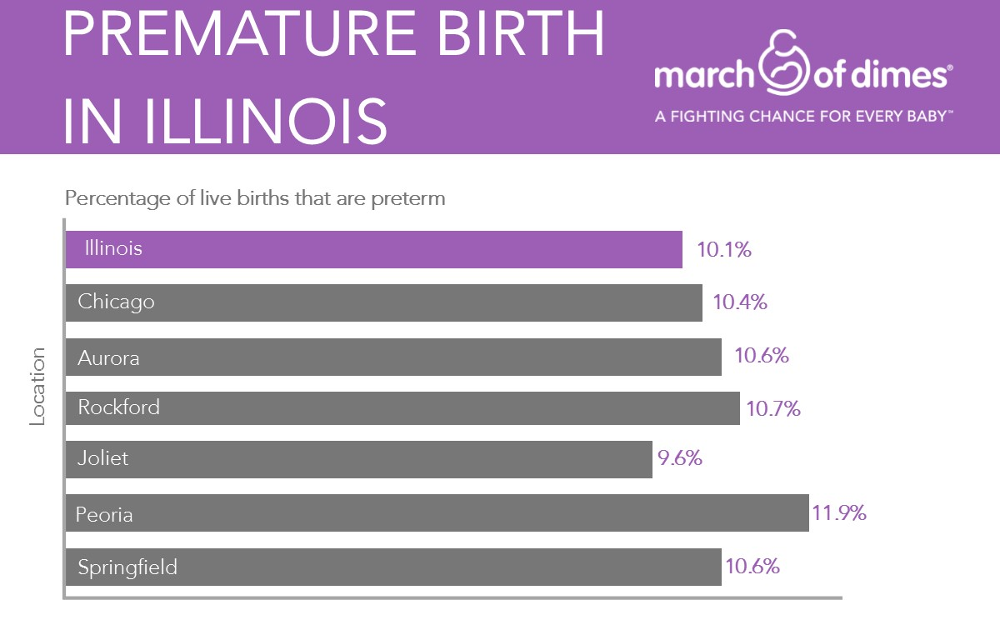 PREMATURE BIRTH
IN ILLINOIS
march of dimes®
A FIGHTING CHANCE FOR EVERY BABY™
Percentage of live births that are preterm
Location
Illinois 10.1%
Chicago 10.4%
Aurora 10.6%
Rockford 10.7%
Joliet 9.6%
Peoria 11.9%
Springfield 10.6%